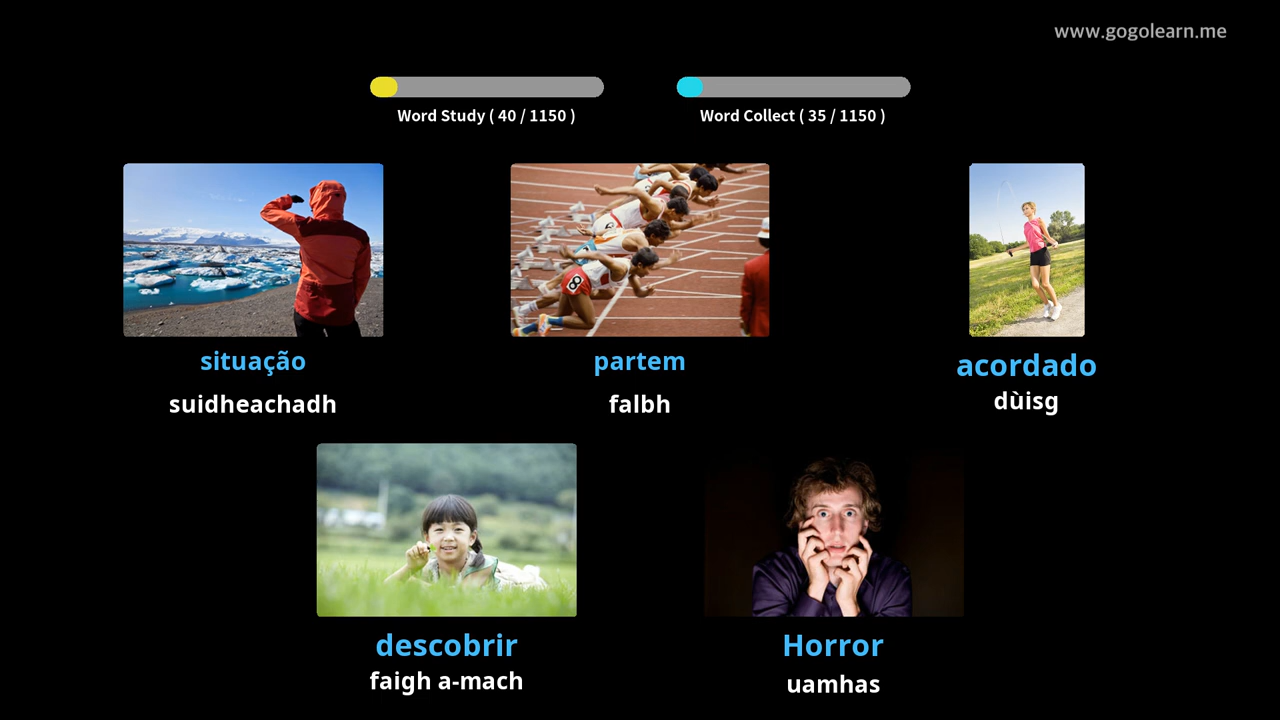 www.gogolearn.me
Word Study ( 40 / 1150 )
Word Collect ( 35 / 1150 )
situação
suidheachadh
partem
falbh
acordado
dùisg
descobrir
faigh a-mach
Horror
uamhas